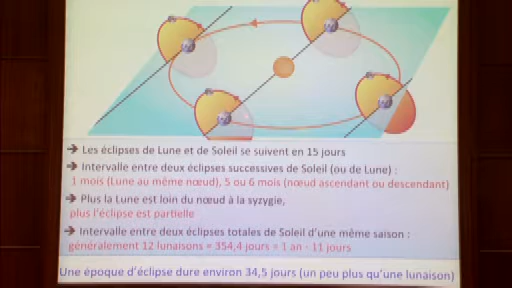 ➔ Les éclipses de Lune et de Soleil se suivent en 15 jours
➔ Intervalle entre deux éclipses successives de Soleil (ou de Lune) :
1 mois (Lune au même nœud), 5 ou 6 mois (nœud ascendant ou descendant)
➔ Plus la Lune est loin du nœud à la syzygie,
plus l'éclipse est partielle
➔ Intervalle entre deux éclipses totales de Soleil d'une même saison :
généralement 12 lunaisons = 354,4 jours = 1 an - 11 jours
Une époque d'éclipse dure environ 34,5 jours (un peu plus qu'une lunaison)